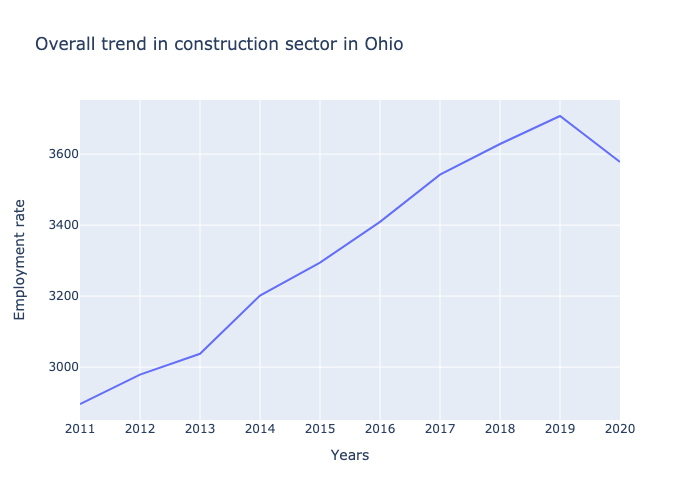 Overall trend in construction sector in Ohio
3600
3400
3200
3000
Employment rate
2011 2012 2013 2014 2015 2016 2017 2018 2019 2020
Years